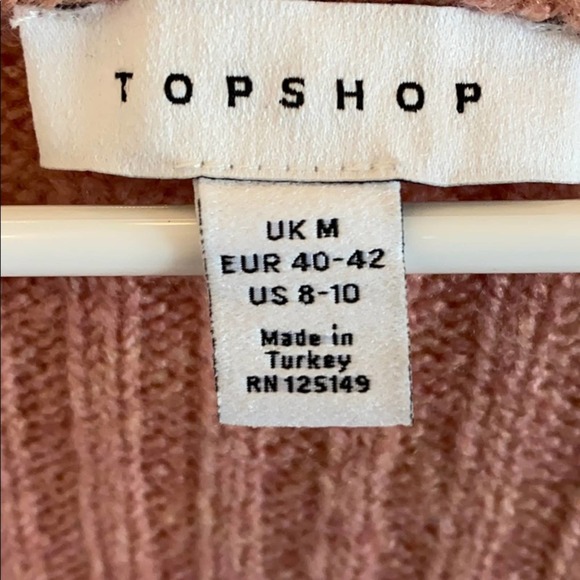 TOPSHOP
UK M
EUR 40-42
US 8-10
Made in
Turkey
RN 125149